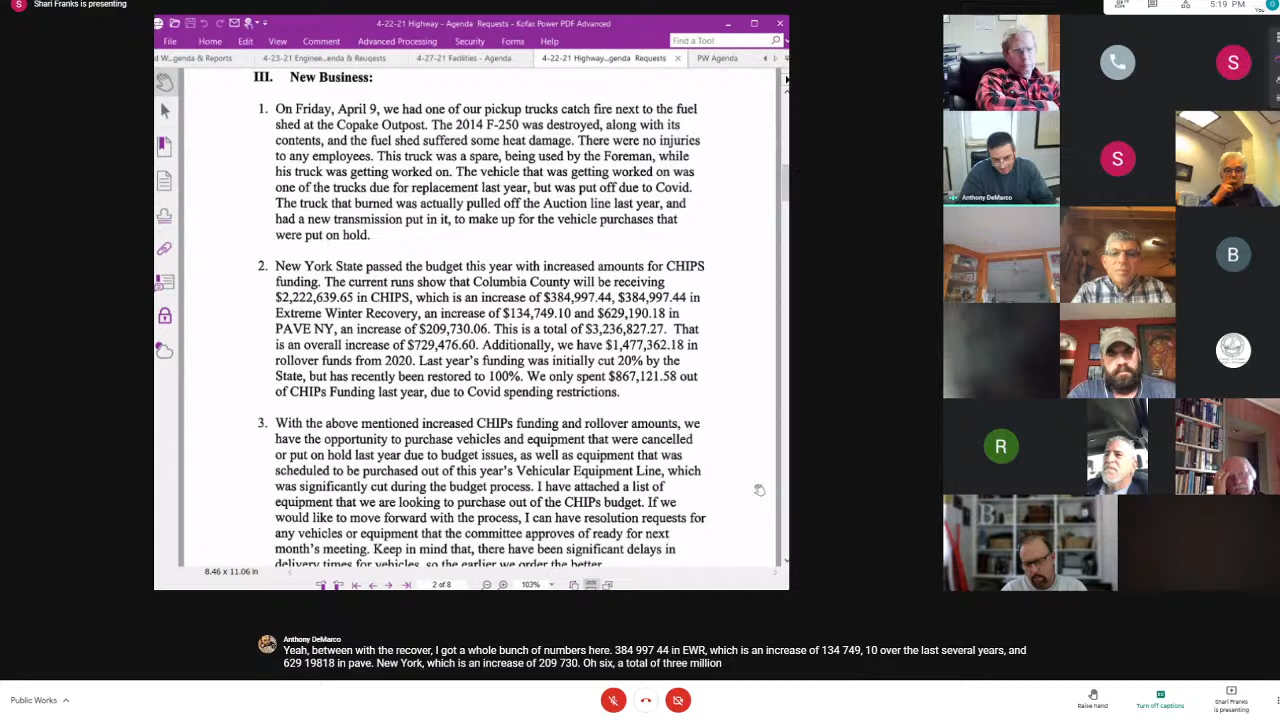 Shari Franks is presenting
5:19 PM
You
4-22-21 Highway - Agenda Requests - Kofax Power PDF Advanced
File Home Edit View Comment Advanced Processing Security Forms Help
Find a Tool
d W...genda & Reports
4-23-21 Enginee...enda & Reuqests
4-27-21 Facilities - Agenda
4-22-21 Highway...genda Requests
PW Agenda
III. New Business:
1. On Friday, April 9, we had one of our pickup trucks catch fire next to the fuel
shed at the Copake Outpost. The 2014 F-250 was destroyed, along with its
contents, and the fuel shed suffered some heat damage. There were no injuries
to any employees. This truck was a spare, being used by the Foreman, while
his tuck was getting worked on. The vehicle that was getting worked on was
one of the trucks due for replacement last year, but was put off due to Covid.
The truck that burned was actually pulled off the Auction line last year, and
had a new transmission put in it, to make up for the vehicle purchases that
were put on hold.
2. New York State passed the budget this year with increased amounts for CHIPS
funding. The current runs show that Columbia County will be receiving
$2,222,639.65 in CHIPS, which is an increase of $384,997.44, $384,997.44 in
Extreme Winter Recovery, an increase of $134,749.10 and $629,190.18 in
PAVE NY, an increase of $209,730.06. This is a total of $3,236,827.27. That
is an overall increase of $729,476.60. Additionally, we have $1,477,362.18 in
rollover funds from 2020. Last year's funding was initially cut 20% by the
State, but has recently been restored to 100%. We only spent $867,121.58 out
of CHIPs Funding last year, due to Covid spending restrictions.
3. With the above mentioned increased CHIPs funding and rollover amounts, we
have the opportunity to purchase vehicles and equipment that were cancelled
or put on hold last year due to budget issues, as well as equipment that was
scheduled to be purchased out of this year's Vehicular Equipment Line, which
was significantly cut during the budget process. I have attached a list of
equipment that we are looking to purchase out of the CHIPs budget. If we
would like to move forward with the process, I can have resolution requests for
any vehicles or equipment that the committee approves of ready for next
month's meeting. Keep in mind that, there have been significant delays in
delivery times for vehicles, so the earlier we order the better.
8.46 x 11.06 in
2 of 8
103%
S
S
Anthony DeMarco
B
R
Anthony DeMarco
Yeah, between with the recover, I got a whole bunch of numbers here. 384 997 44 in EWR, which is an increase of 134 749, 10 over the last several years, and
629 19818 in pave. New York, which is an increase of 209 730. Oh six, a total of three million
Public Works
Raise hand
Turn off captions
Shari Franks
is presenting